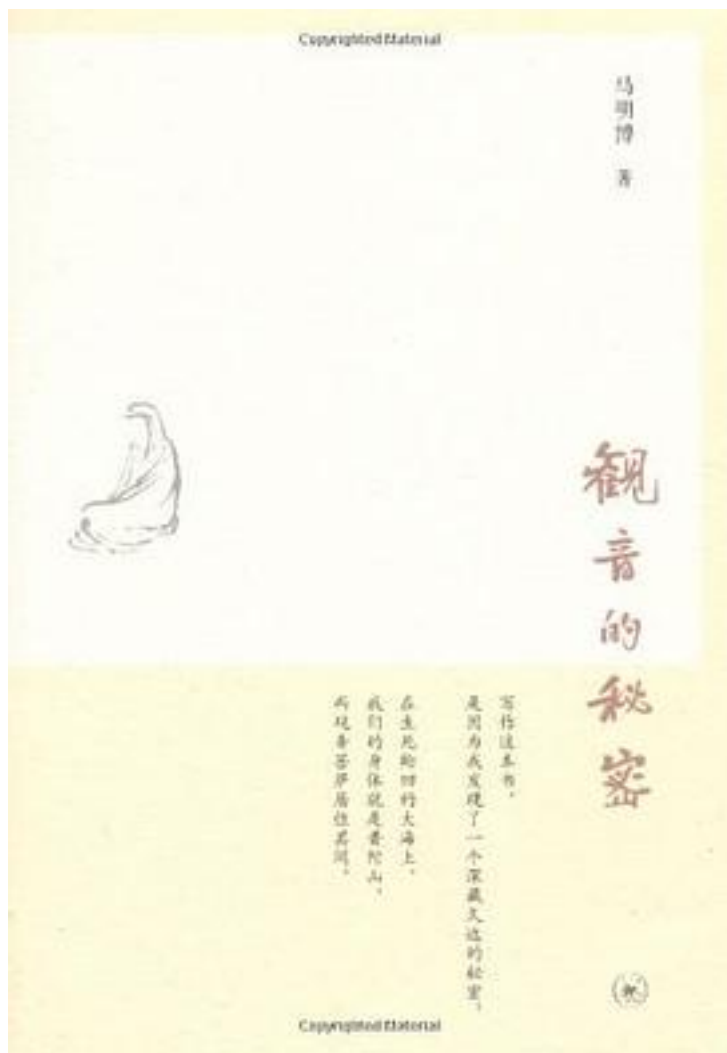 Copyrighted Material
马明博 著
観音的秘密
写作这本书，
是因为我发现了一个深藏久远的秘密。
在生死轮回的大海上，
我们的身体就是普陀山，
而观音菩萨居住其间。
Copyrighted Material